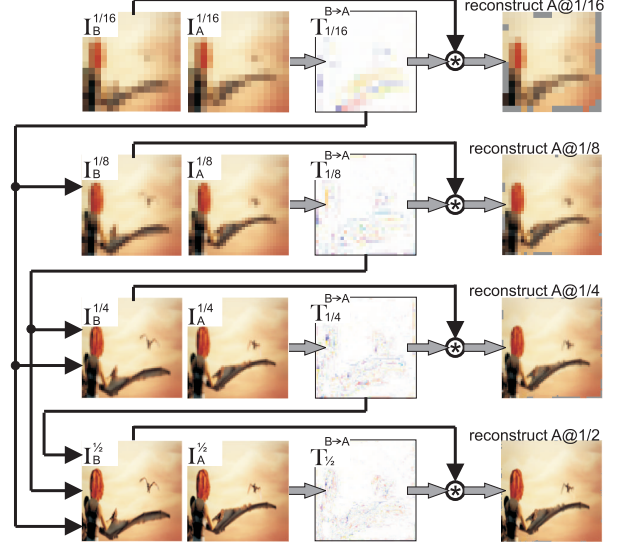 I_B^{1/16} I_A^{1/16} T_{1/16}^{B→A} reconstruct A@1/16
I_B^{1/8} I_A^{1/8} T_{1/8}^{B→A} reconstruct A@1/8
I_B^{1/4} I_A^{1/4} T_{1/4}^{B→A} reconstruct A@1/4
I_B^{½} I_A^{½} T_{½}^{B→A} reconstruct A@1/2